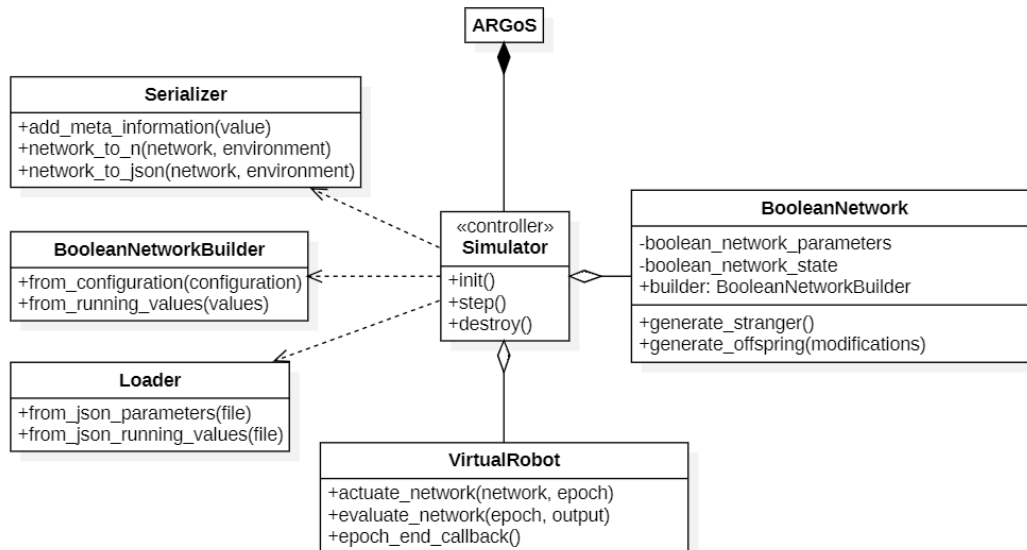 ARGoS
Serializer
+add_meta_information(value)
+network_to_n(network, environment)
+network_to_json(network, environment)
BooleanNetworkBuilder
+from_configuration(configuration)
+from_running_values(values)
Loader
+from_json_parameters(file)
+from_json_running_values(file)
«controller»
Simulator
+init()
+step()
+destroy()
BooleanNetwork
-boolean_network_parameters
-boolean_network_state
+builder: BooleanNetworkBuilder
+generate_stranger()
+generate_offspring(modifications)
VirtualRobot
+actuate_network(network, epoch)
+evaluate_network(epoch, output)
+epoch_end_callback()